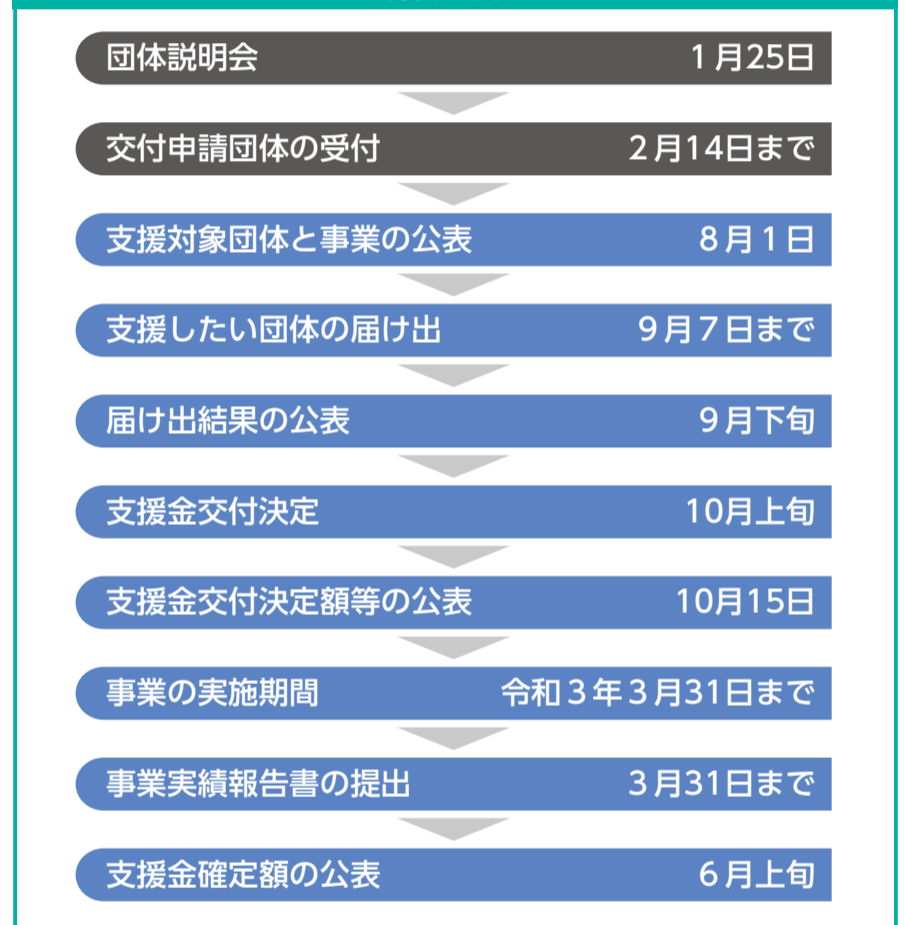 団体説明会 1月25日
交付申請団体の受付 2月14日まで
支援対象団体と事業の公表 8月1日
支援したい団体の届け出 9月7日まで
届け出結果の公表 9月下旬
支援金交付決定 10月上旬
支援金交付決定額等の公表 10月15日
事業の実施期間 令和3年3月31日まで
事業実績報告書の提出 3月31日まで
支援金確定額の公表 6月上旬